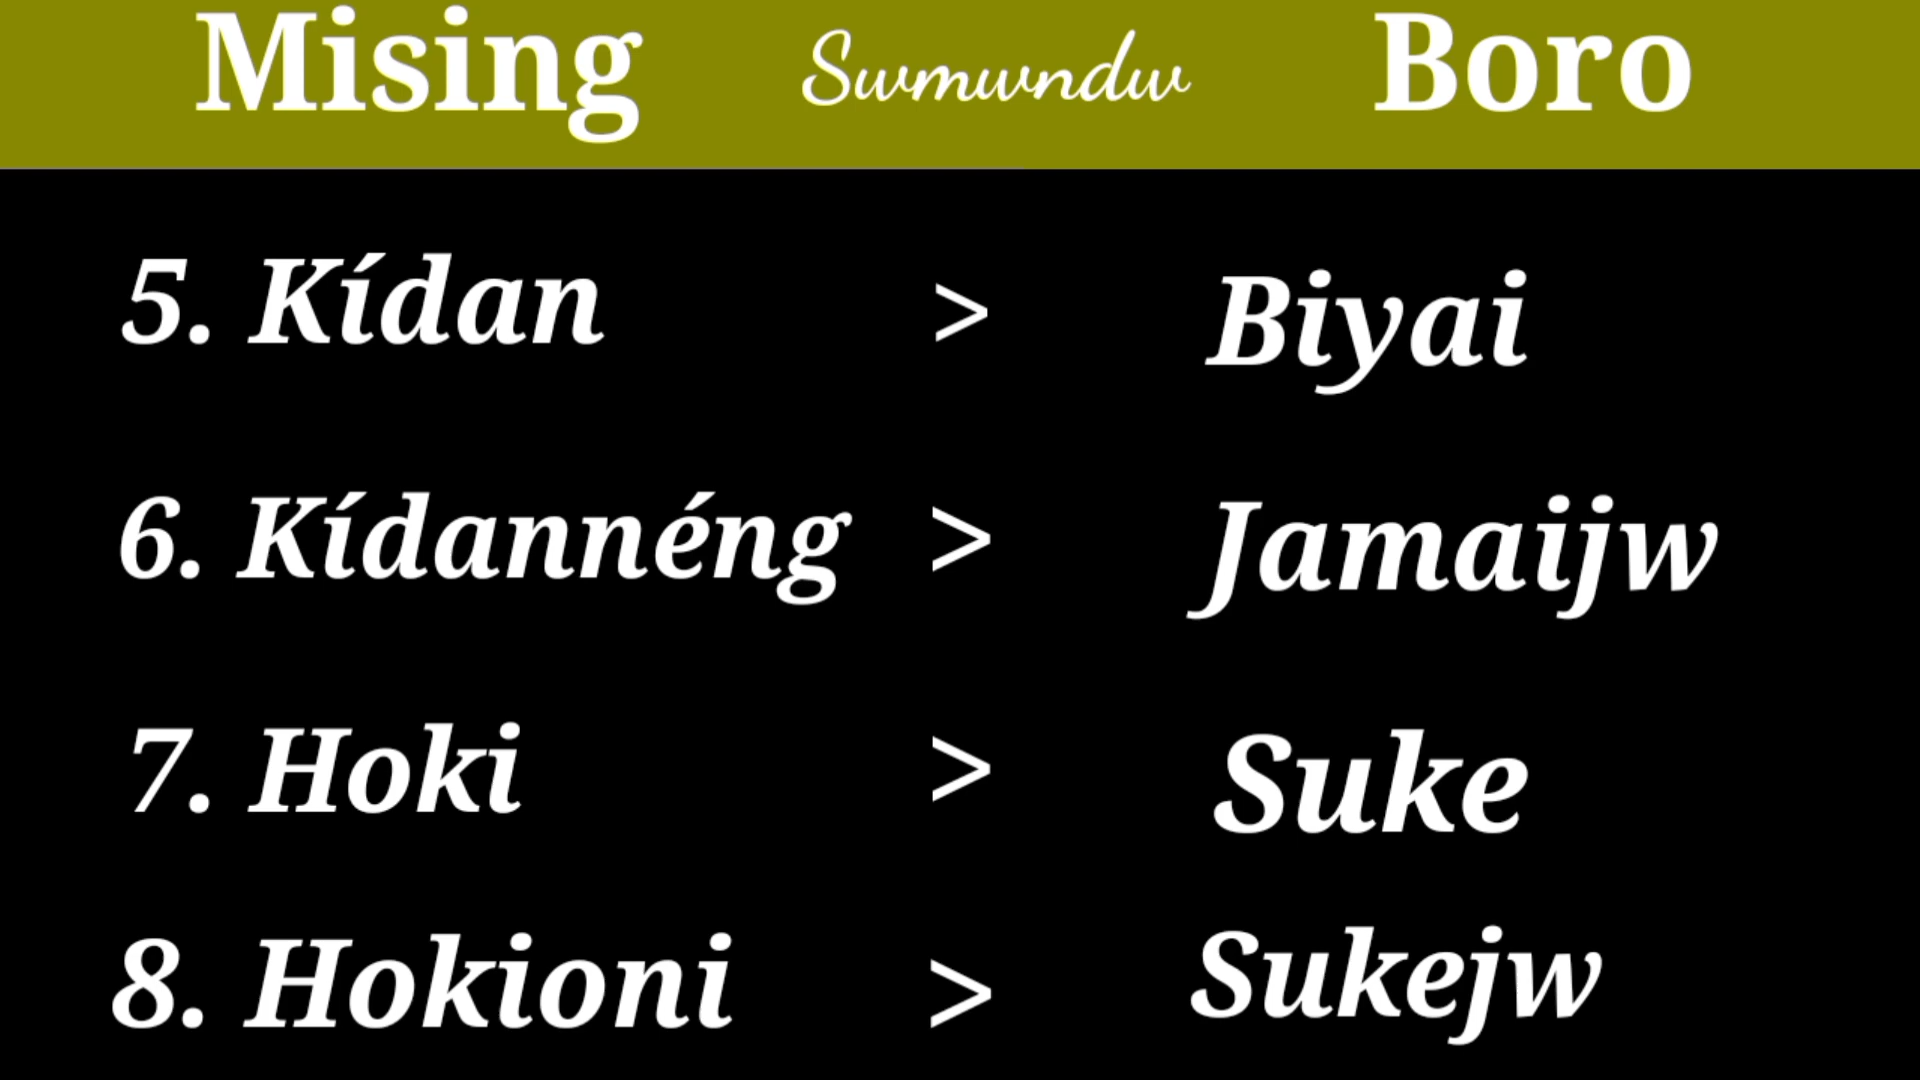 Mising Swmwndw Boro
5. Kídan > Biyai
6. Kídannéng > Jamaijw
7. Hoki > Suke
8. Hokioni > Sukejw